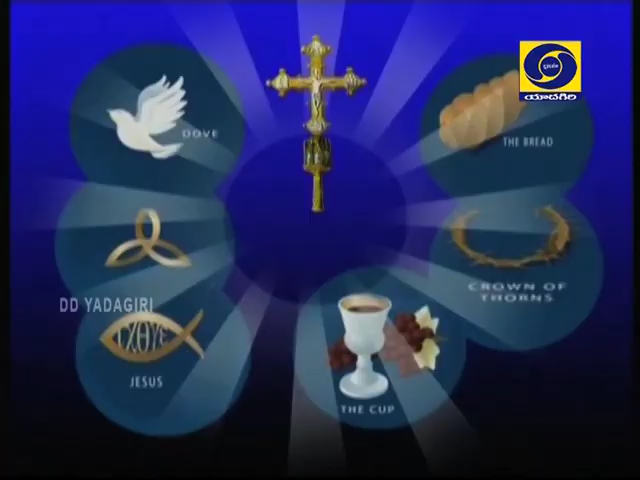 DOVE
THE BREAD
యాదగిరి
CROWN OF
THORNS
DD YADAGIRI
ΙΧΘΥΣ
JESUS
THE CUP